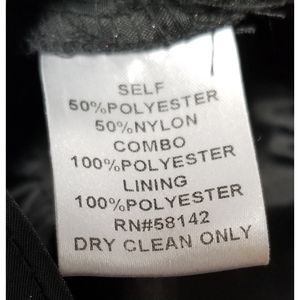 SELF
50%POLYESTER
50%NYLON
COMBO
100%POLYESTER
LINING
100%POLYESTER
RN#58142
DRY CLEAN ONLY